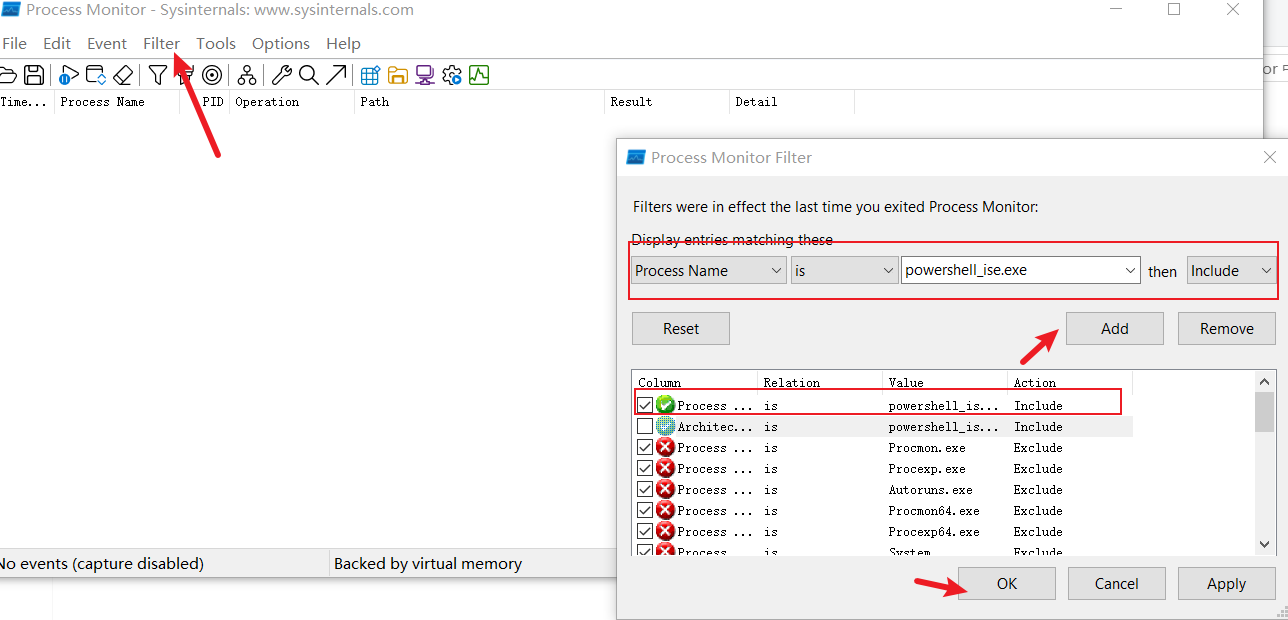 Process Monitor - Sysinternals: www.sysinternals.com
File Edit Event Filter Tools Options Help
Time... Process Name PID Operation Path Result Detail
Process Monitor Filter
Filters were in effect the last time you exited Process Monitor:
Display entries matching these
Process Name is powershell_ise.exe then Include
Reset Add Remove
Column Relation Value Action
Process ... is powershell_is... Include
Architec... is powershell_is... Include
Process ... is Procmon.exe Exclude
Process ... is Procexp.exe Exclude
Process ... is Autoruns.exe Exclude
Process ... is Procmon64.exe Exclude
Process ... is Procexp64.exe Exclude
Process is System Exclude
No events (capture disabled) Backed by virtual memory
OK Cancel Apply